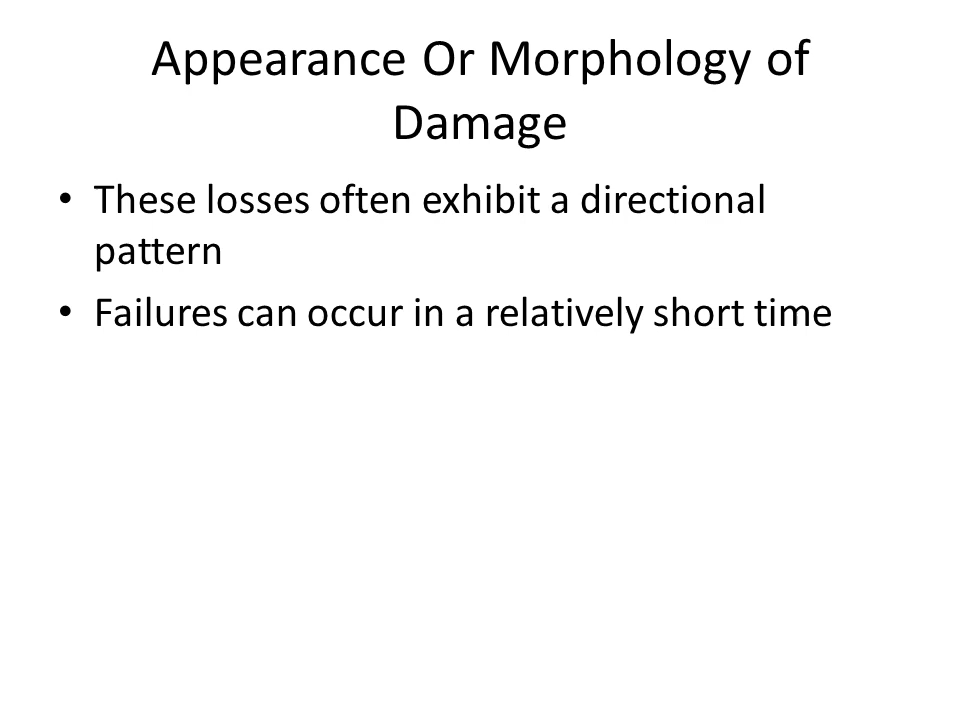 Appearance Or Morphology of
Damage
• These losses often exhibit a directional
pattern
• Failures can occur in a relatively short time